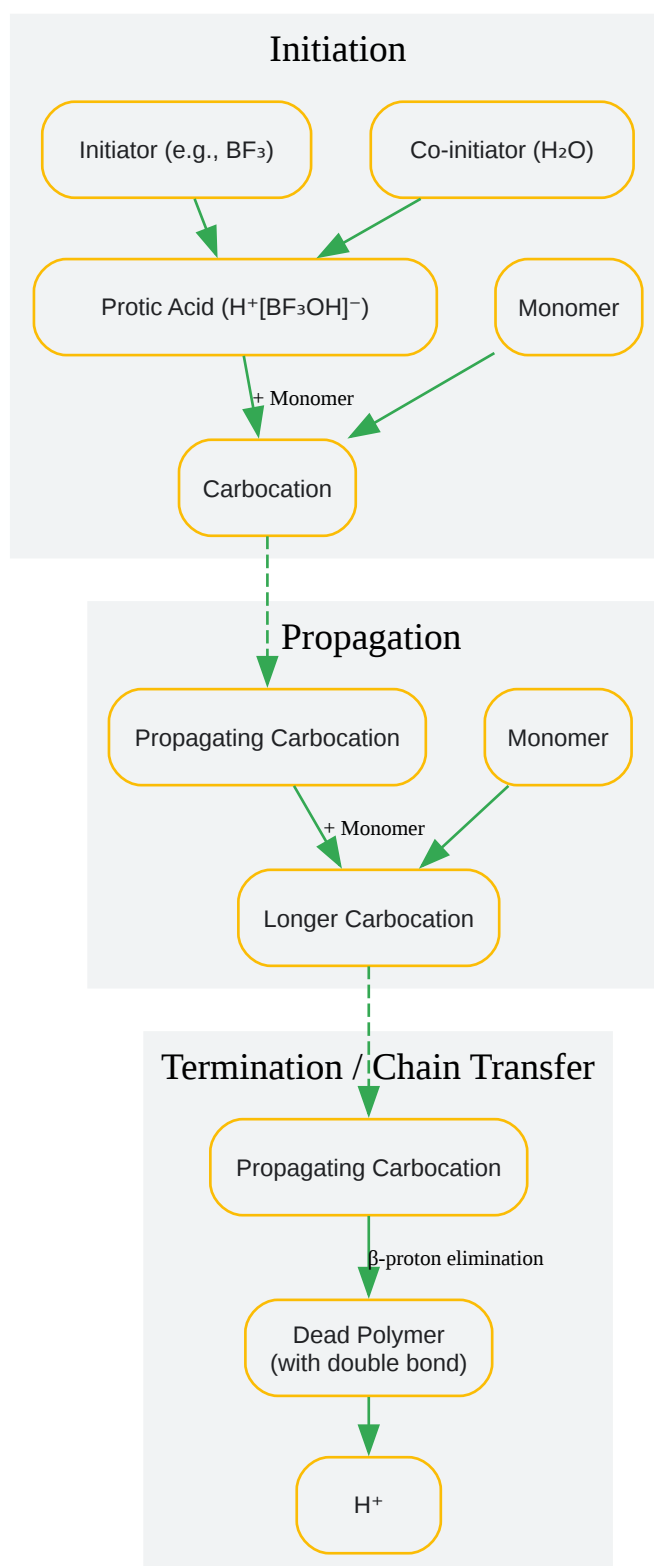 Initiation
Initiator (e.g., BF₃)
Co-initiator (H₂O)
Protic Acid (H⁺[BF₃OH]⁻)
Monomer
+ Monomer
Carbocation
Propagation
Propagating Carbocation
Monomer
+ Monomer
Longer Carbocation
Termination / Chain Transfer
Propagating Carbocation
β-proton elimination
Dead Polymer
(with double bond)
H⁺